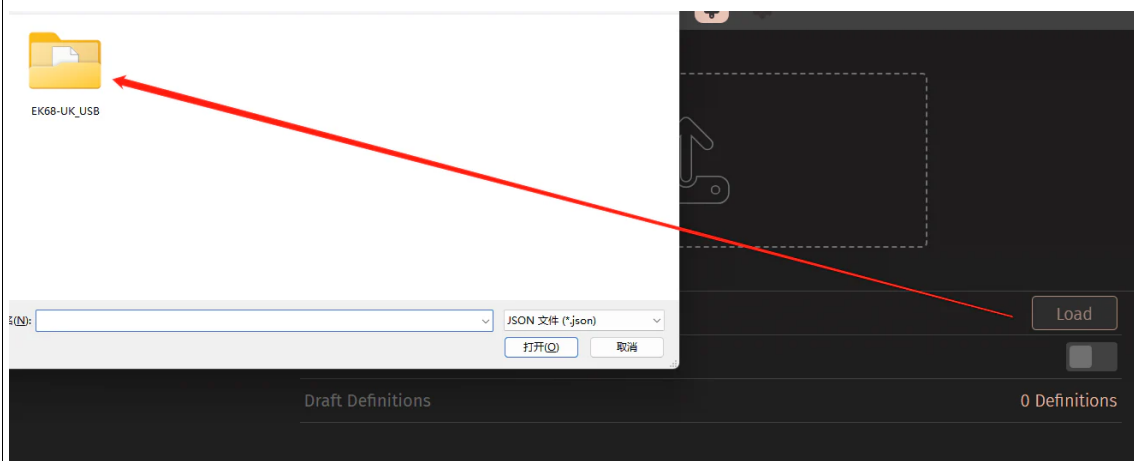 EK68-UK_USB
(N):
JSON 文件 (*.json)
打开(O)
取消
Load
Draft Definitions
0 Definitions